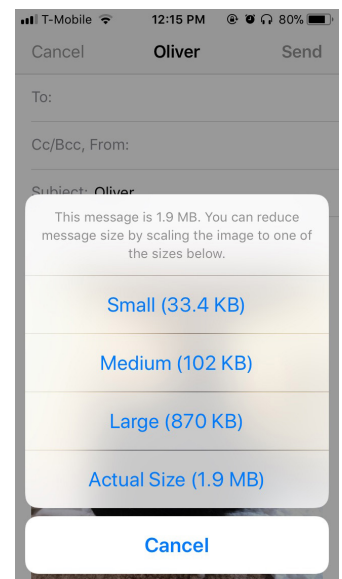 T-Mobile 12:15 PM 80%
Cancel Oliver Send
To:
Cc/Bcc, From:
Subject: Oliver
This message is 1.9 MB. You can reduce
message size by scaling the image to one of
the sizes below.
Small (33.4 KB)
Medium (102 KB)
Large (870 KB)
Actual Size (1.9 MB)
Cancel